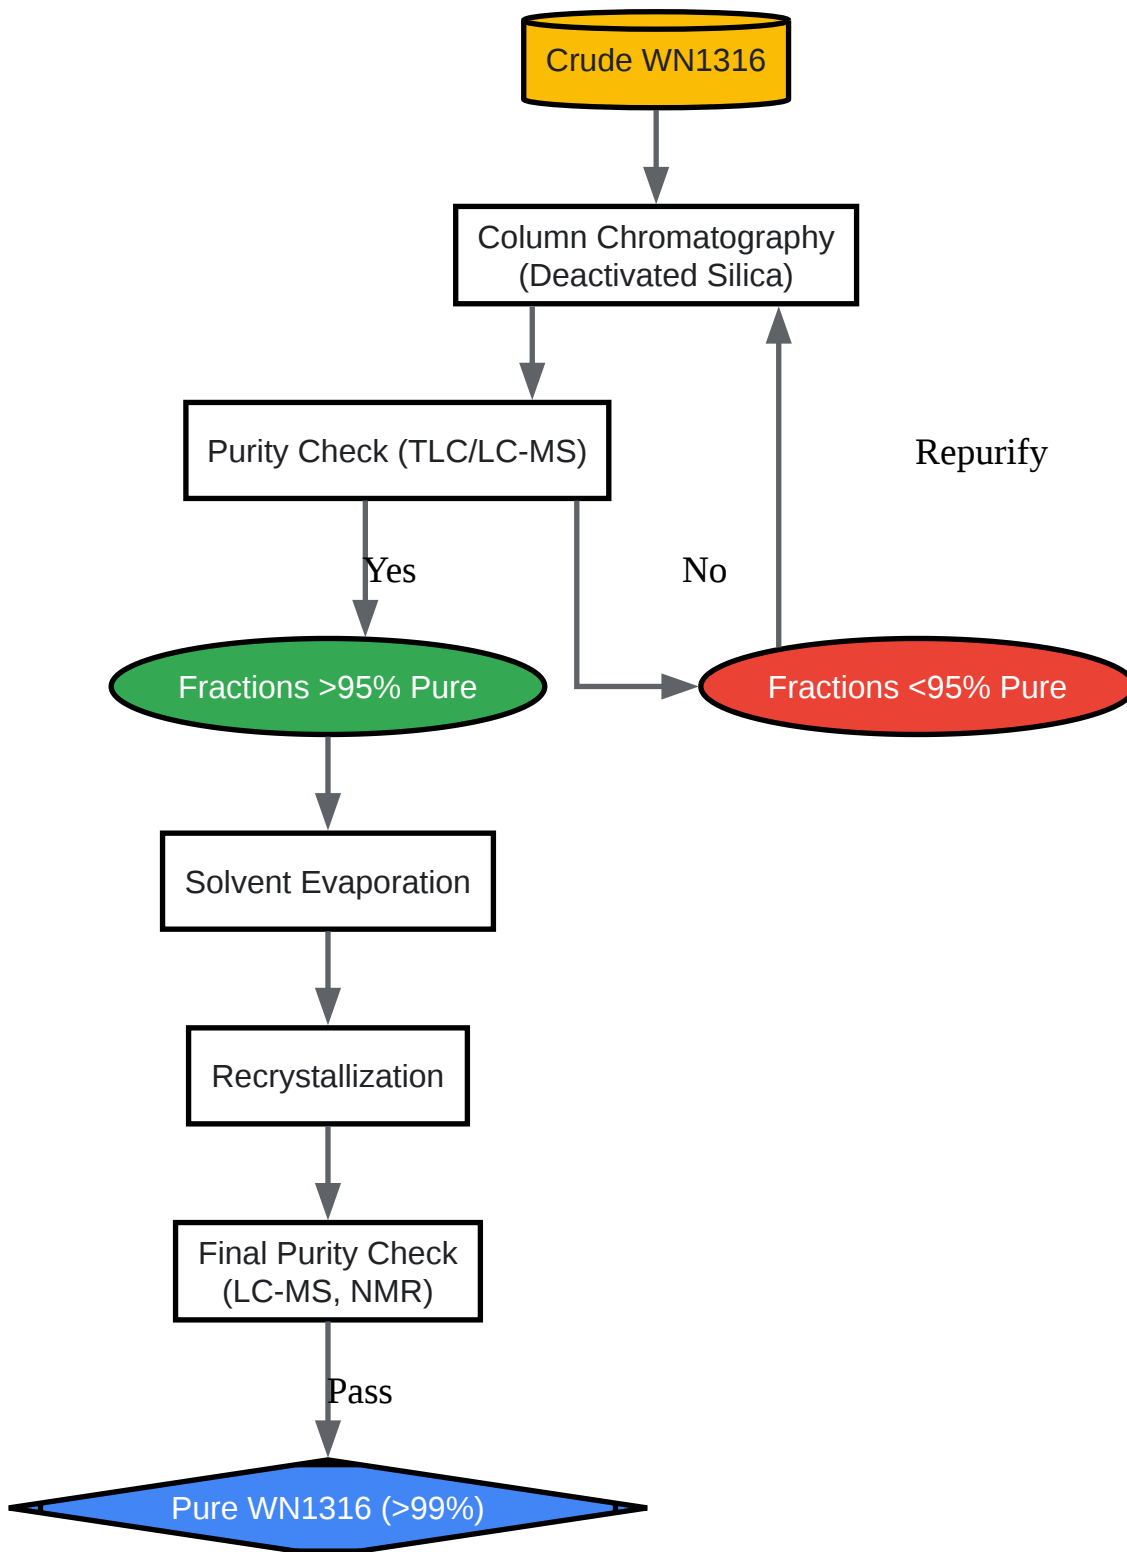 Crude WN1316
Column Chromatography
(Deactivated Silica)
Purity Check (TLC/LC-MS)
Repurify
Yes
No
Fractions >95% Pure
Fractions <95% Pure
Solvent Evaporation
Recrystallization
Final Purity Check
(LC-MS, NMR)
Pass
Pure WN1316 (>99%)